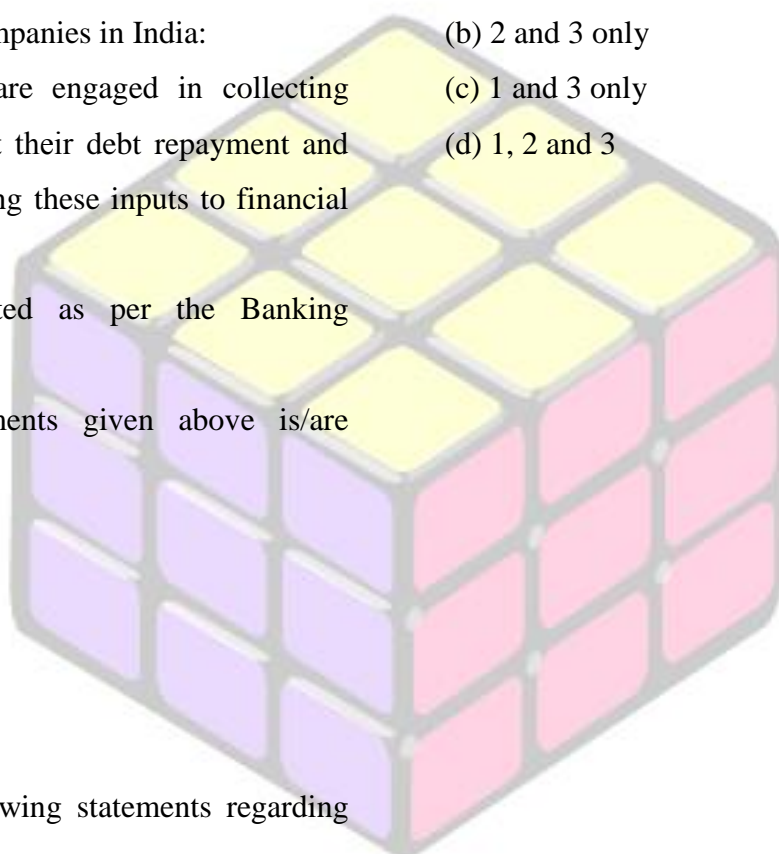 mpanies in India:
are engaged in collecting
t their debt repayment and
ng these inputs to financial
ted as per the Banking
ments given above is/are
wing statements regarding
(b) 2 and 3 only
(c) 1 and 3 only
(d) 1, 2 and 3